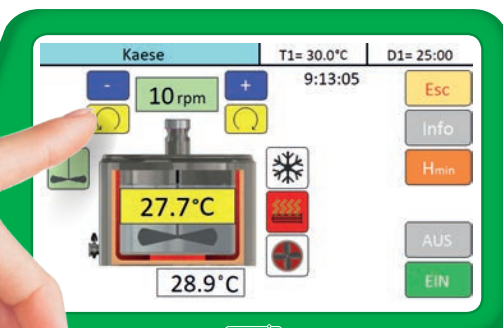 Kaese
T1= 30.0°C
D1= 25:00
-
10 rpm
+
9:13:05
Esc
Info
Hmin
27.7°C
28.9°C
AUS
EIN